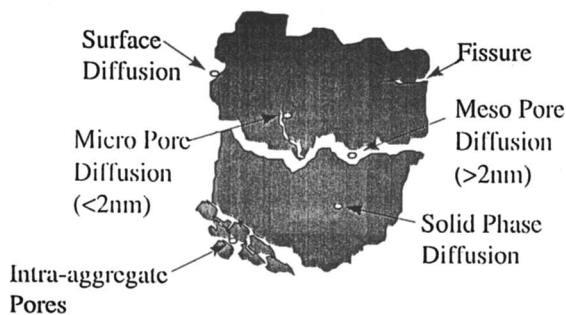 Surface
Diffusion
Fissure
Micro Pore
Diffusion
(<2nm)
Meso Pore
Diffusion
(>2nm)
Solid Phase
Diffusion
Intra-aggregate
Pores